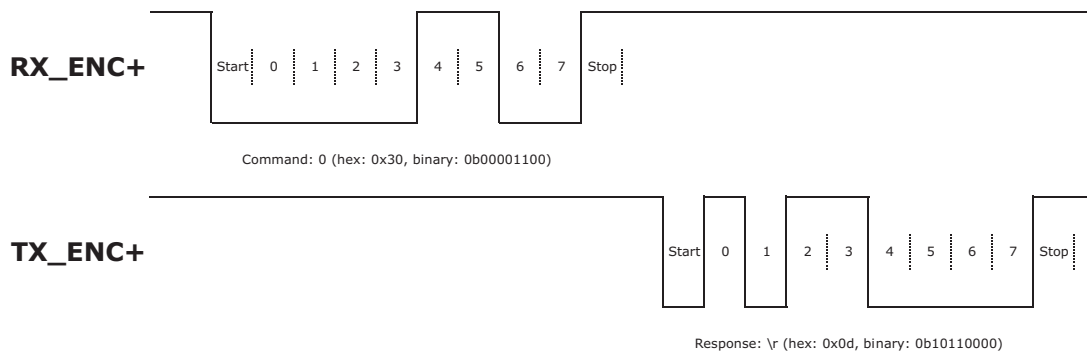 RX_ENC+
Start 0 1 2 3 4 5 6 7 Stop
Command: 0 (hex: 0x30, binary: 0b00001100)
TX_ENC+
Start 0 1 2 3 4 5 6 7 Stop
Response: \r (hex: 0x0d, binary: 0b10110000)